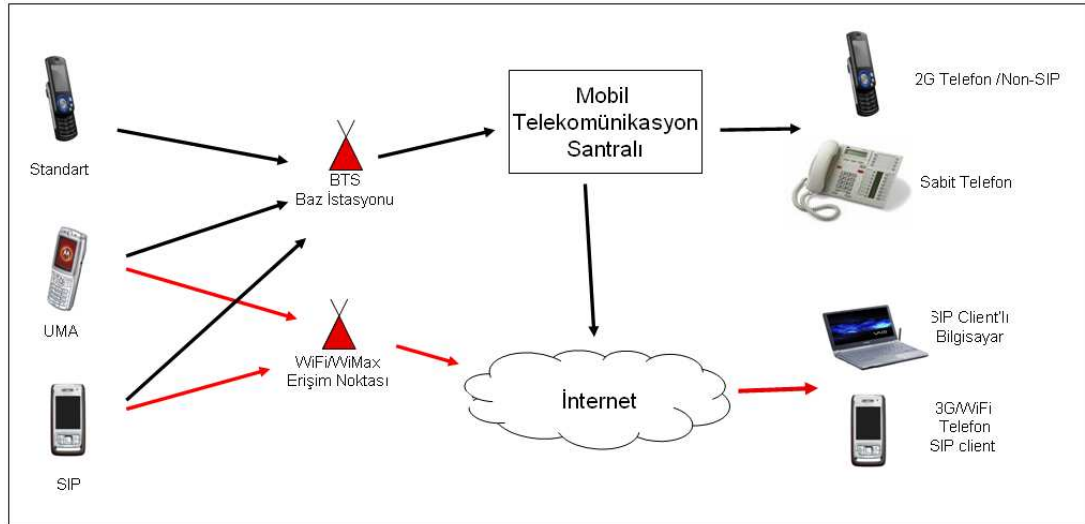 Standart
UMA
SIP
BTS
Baz İstasyonu
WiFi/WiMax
Erişim Noktası
Mobil
Telekomünikasyon
Santralı
İnternet
2G Telefon /Non-SIP
Sabit Telefon
SIP Client'lı
Bilgisayar
3G/WiFi
Telefon
SIP client